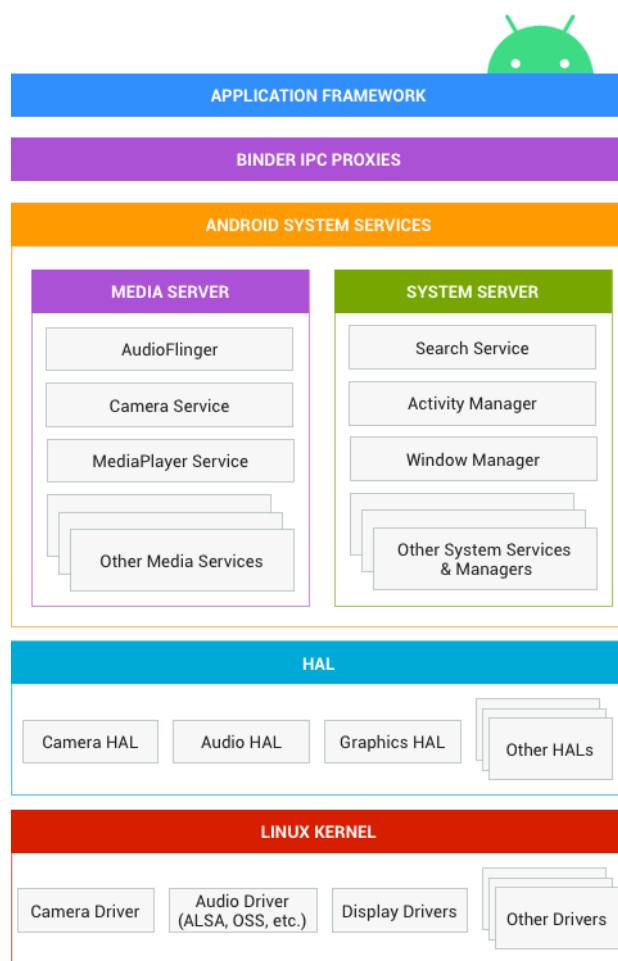 APPLICATION FRAMEWORK
BINDER IPC PROXIES
ANDROID SYSTEM SERVICES
MEDIA SERVER
AudioFlinger
Camera Service
MediaPlayer Service
Other Media Services
SYSTEM SERVER
Search Service
Activity Manager
Window Manager
Other System Services
& Managers
HAL
Camera HAL
Audio HAL
Graphics HAL
Other HALs
LINUX KERNEL
Camera Driver
Audio Driver
(ALSA, OSS, etc.)
Display Drivers
Other Drivers